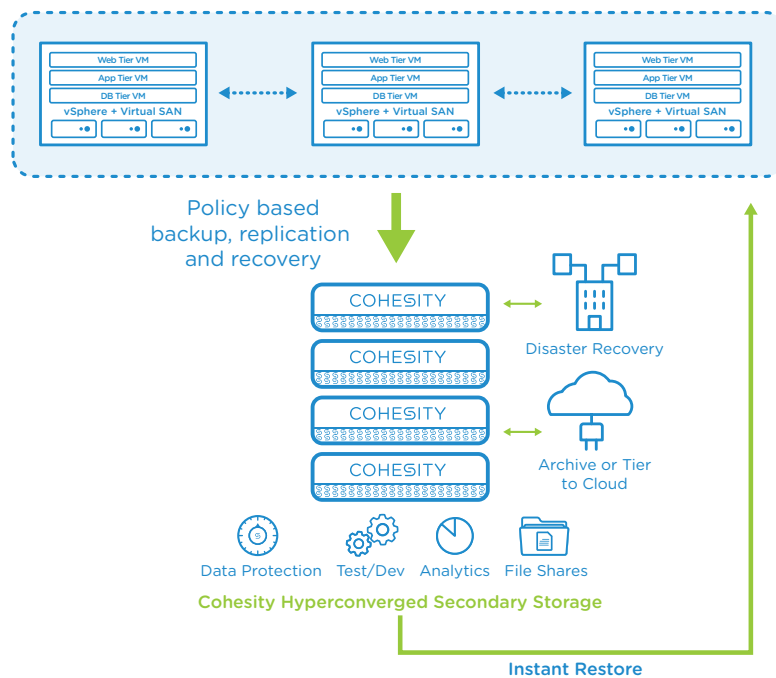 Web Tier VM
App Tier VM
DB Tier VM
vSphere + Virtual SAN
Web Tier VM
App Tier VM
DB Tier VM
vSphere + Virtual SAN
Web Tier VM
App Tier VM
DB Tier VM
vSphere + Virtual SAN
Policy based
backup, replication
and recovery
COHESITY
COHESITY
COHESITY
COHESITY
Disaster Recovery
Archive or Tier
to Cloud
Data Protection
Test/Dev
Analytics
File Shares
Cohesity Hyperconverged Secondary Storage
Instant Restore